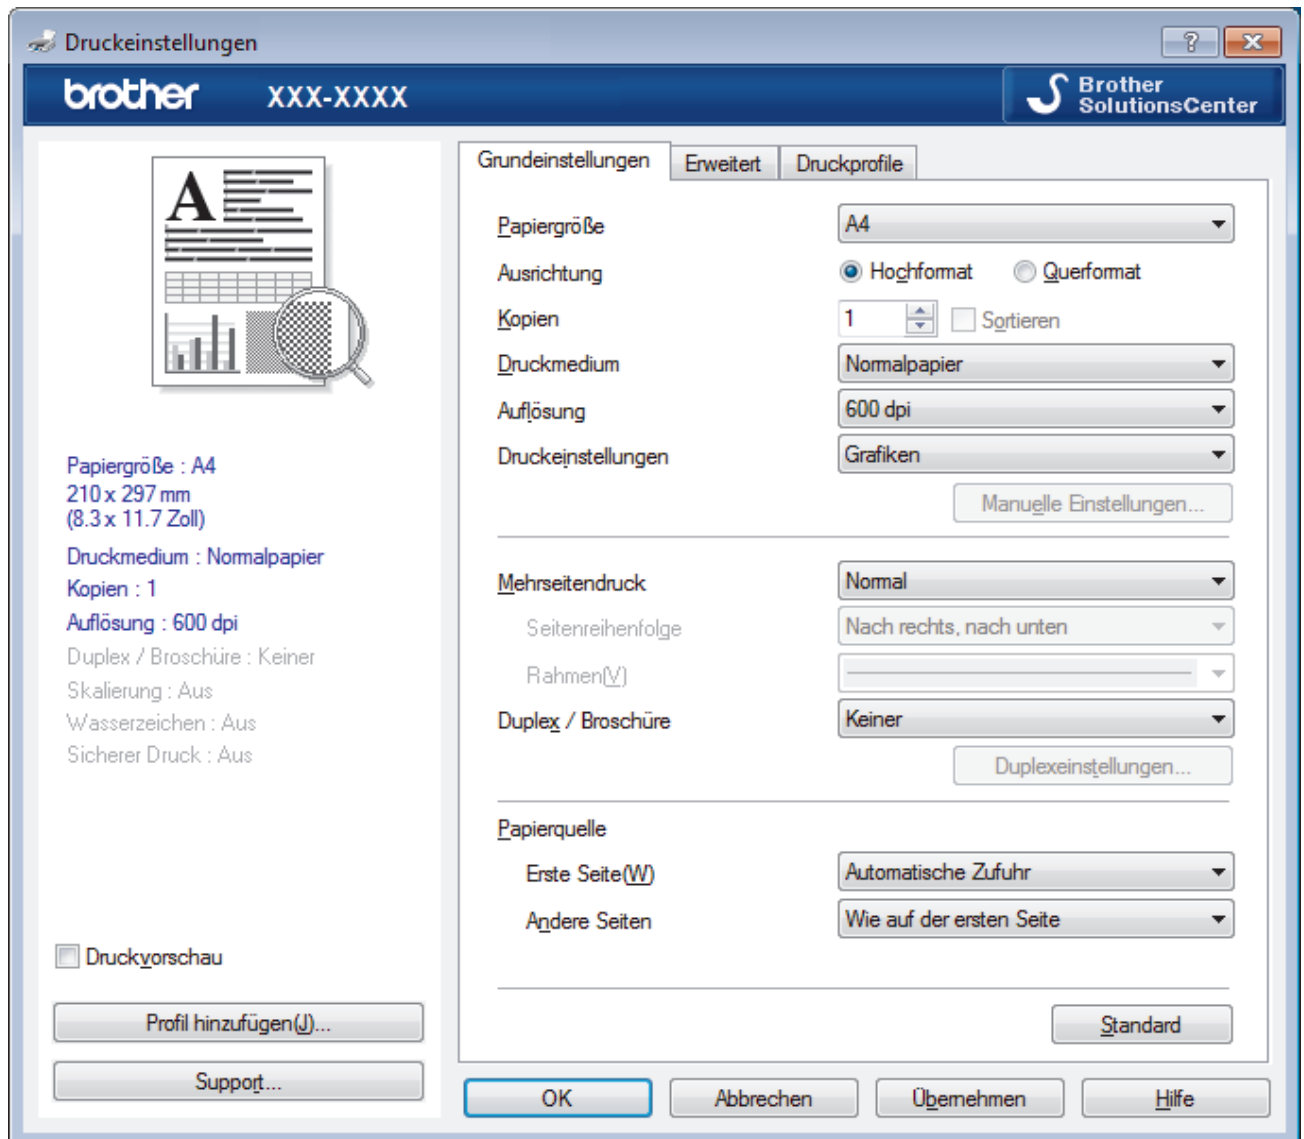 Druckeinstellungen
brother XXX-XXXX
Brother
SolutionsCenter
A
Papiergröße : A4
210 x 297 mm
(8.3 x 11.7 Zoll)
Druckmedium : Normalpapier
Kopien : 1
Auflösung : 600 dpi
Duplex / Broschüre : Keiner
Skalierung : Aus
Wasserzeichen : Aus
Sicherer Druck : Aus
Druckvorschau
Profil hinzufügen(J)...
Support...
Grundeinstellungen Erweitert Druckprofile
Papiergröße A4
Ausrichtung Hochformat Querformat
Kopien 1 Sortieren
Druckmedium Normalpapier
Auflösung 600 dpi
Druckeinstellungen Grafiken
Manuelle Einstellungen...
Mehrseitendruck Normal
Seitenreihenfolge Nach rechts, nach unten
Rahmen(V)
Duplex / Broschüre Keiner
Duplexeinstellungen...
Papierquelle
Erste Seite(W) Automatische Zufuhr
Andere Seiten Wie auf der ersten Seite
Standard
OK Abbrechen Übernehmen Hilfe